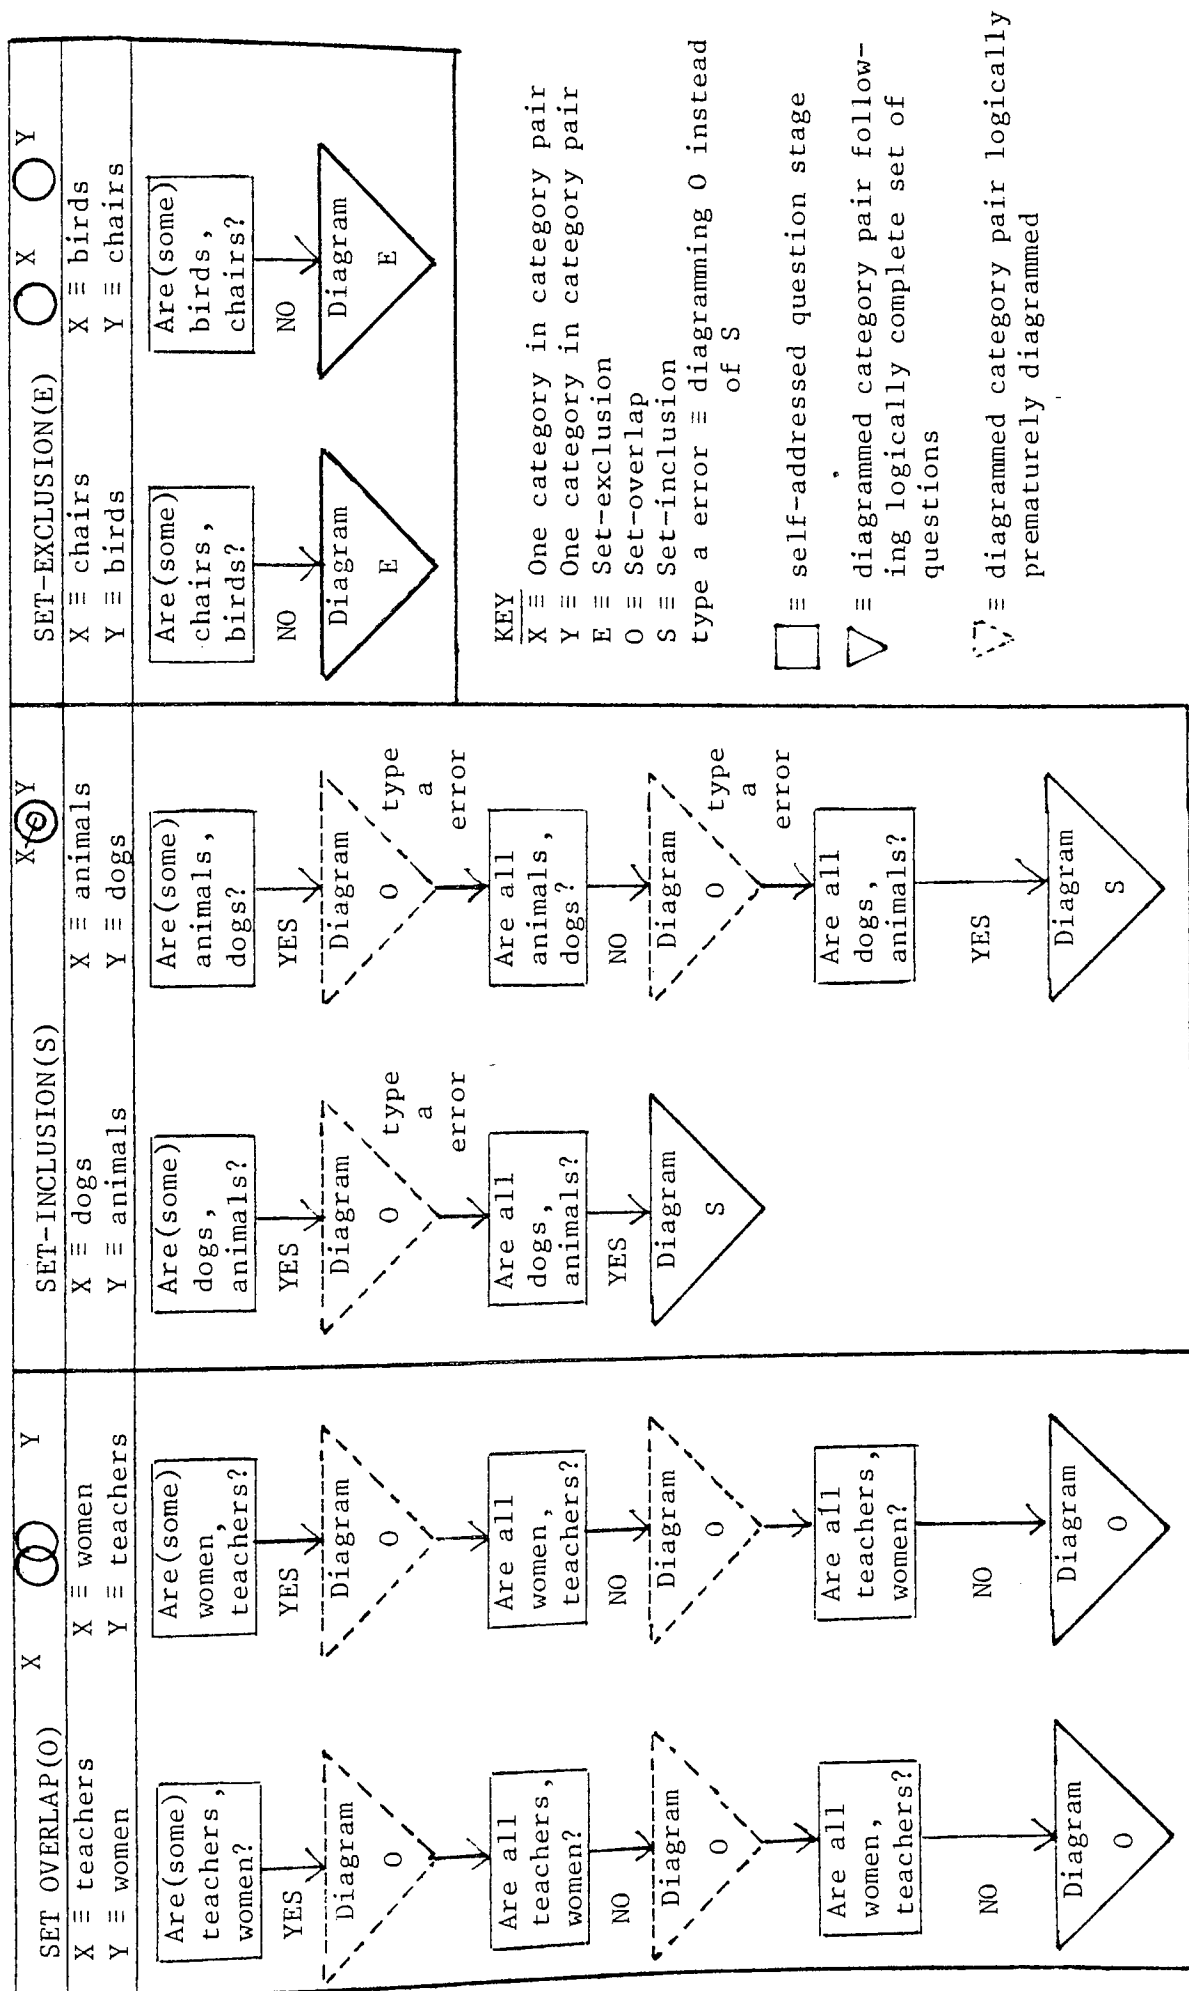 SET OVERLAP(O) X Y
X ≡ teachers X ≡ women
Y ≡ women Y ≡ teachers
Are(some)
teachers,
women?
YES
Diagram
O
Are all
teachers,
women?
NO
Diagram
O
Are all
women,
teachers?
NO
Diagram
O
Are(some)
women,
teachers?
YES
Diagram
O
Are all
women,
teachers?
NO
Diagram
O
Are all
teachers,
women?
NO
Diagram
O
SET-INCLUSION(S) X Y
X ≡ dogs X ≡ animals
Y ≡ animals Y ≡ dogs
Are(some)
dogs,
animals?
YES
Diagram
O
type
a
error
Are all
dogs,
animals?
YES
Diagram
S
Are(some)
animals,
dogs?
YES
Diagram
O
type
a
error
Are all
animals,
dogs?
NO
Diagram
O
type
a
error
Are all
dogs,
animals?
YES
Diagram
S
SET-EXCLUSION(E) X Y
X ≡ chairs X ≡ birds
Y ≡ birds Y ≡ chairs
Are(some)
chairs,
birds?
NO
Diagram
E
Are(some)
birds,
chairs?
NO
Diagram
E
KEY
X ≡ One category in category pair
Y ≡ One category in category pair
E ≡ Set-exclusion
O ≡ Set-overlap
S ≡ Set-inclusion
type a error ≡ diagramming O instead
of S
≡ self-addressed question stage
≡ diagrammed category pair follow-
ing logically complete set of
questions
≡ diagrammed category pair logically
prematurely diagrammed